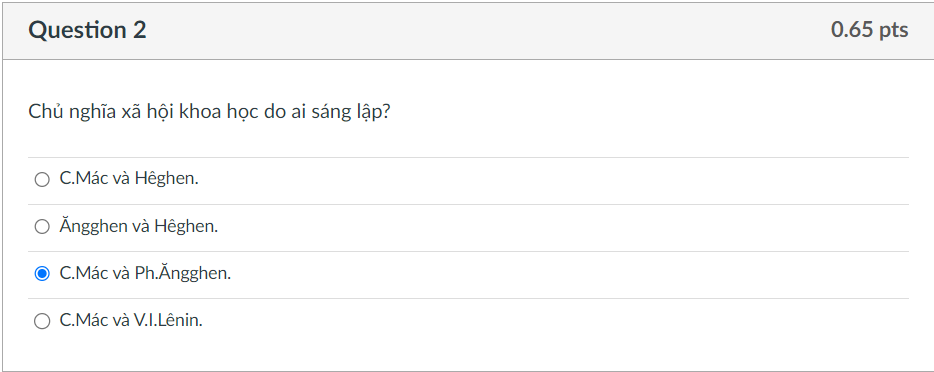 Question 2
0.65 pts
Chủ nghĩa xã hội khoa học do ai sáng lập?
C.Mác và Hêghen.
Ăngghen và Hêghen.
C.Mác và Ph.Ăngghen.
C.Mác và V.I.Lênin.